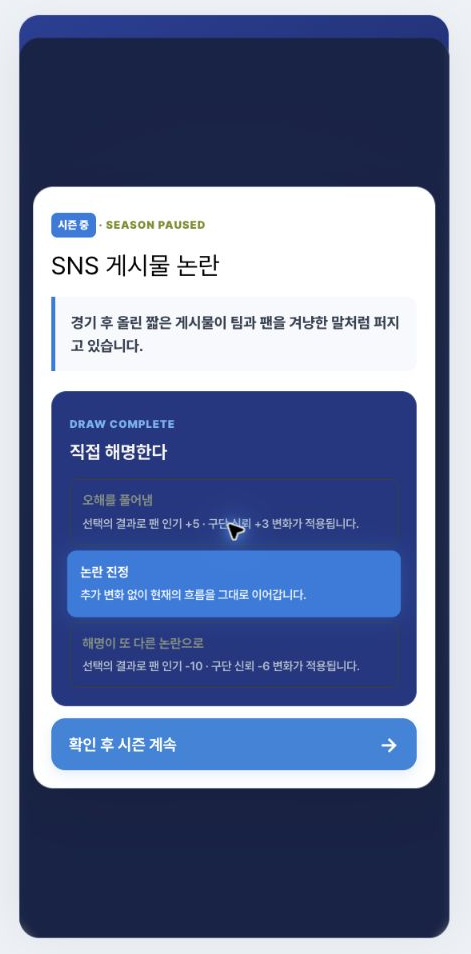 시즌 중 · SEASON PAUSED
SNS 게시물 논란
경기 후 올린 짧은 게시물이 팀과 팬을 겨냥한 말처럼 퍼지
고 있습니다.
DRAW COMPLETE
직접 해명한다
오해를 풀어냄
선택의 결과로 팬 인기 +5 · 구단 신뢰 +3 변화가 적용됩니다.
논란 진정
추가 변화 없이 현재의 흐름을 그대로 이어갑니다.
해명이 또 다른 논란으로
선택의 결과로 팬 인기 -10 · 구단 신뢰 -6 변화가 적용됩니다.
확인 후 시즌 계속 →